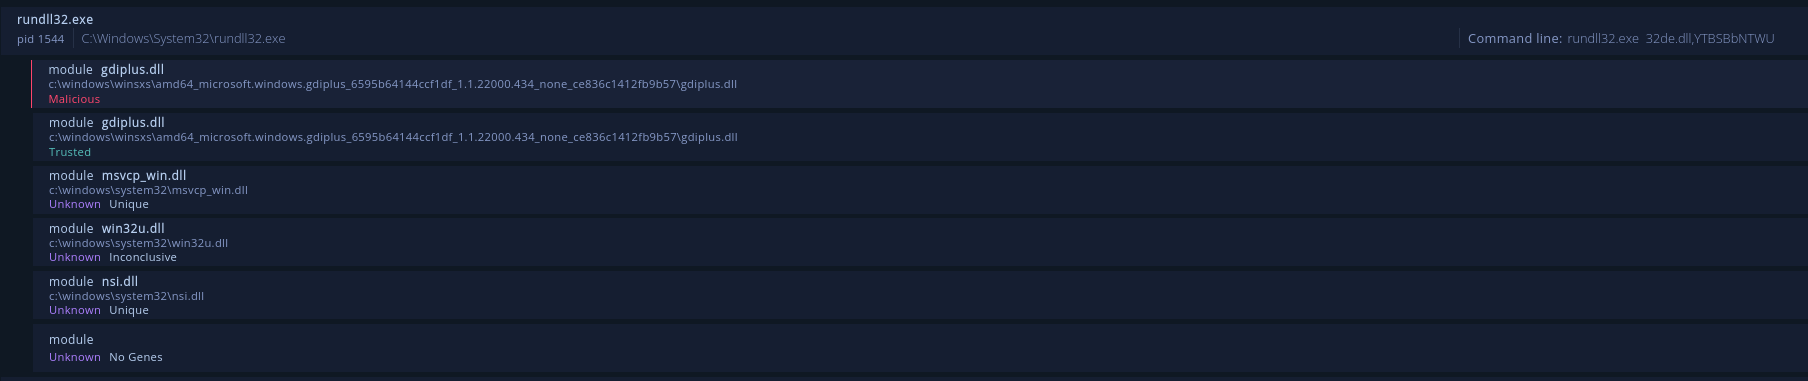 rundll32.exe
pid 1544 C:\Windows\System32\rundll32.exe Command line: rundll32.exe 32de.dll,YTBSBbNTWU
module gdiplus.dll
c:\windows\winsxs\amd64_microsoft.windows.gdiplus_6595b64144ccf1df_1.1.22000.434_none_ce836c1412fb9b57\gdiplus.dll
Malicious
module gdiplus.dll
c:\windows\winsxs\amd64_microsoft.windows.gdiplus_6595b64144ccf1df_1.1.22000.434_none_ce836c1412fb9b57\gdiplus.dll
Trusted
module msvcp_win.dll
c:\windows\system32\msvcp_win.dll
Unknown Unique
module win32u.dll
c:\windows\system32\win32u.dll
Unknown Inconclusive
module nsi.dll
c:\windows\system32\nsi.dll
Unknown Unique
module
Unknown No Genes